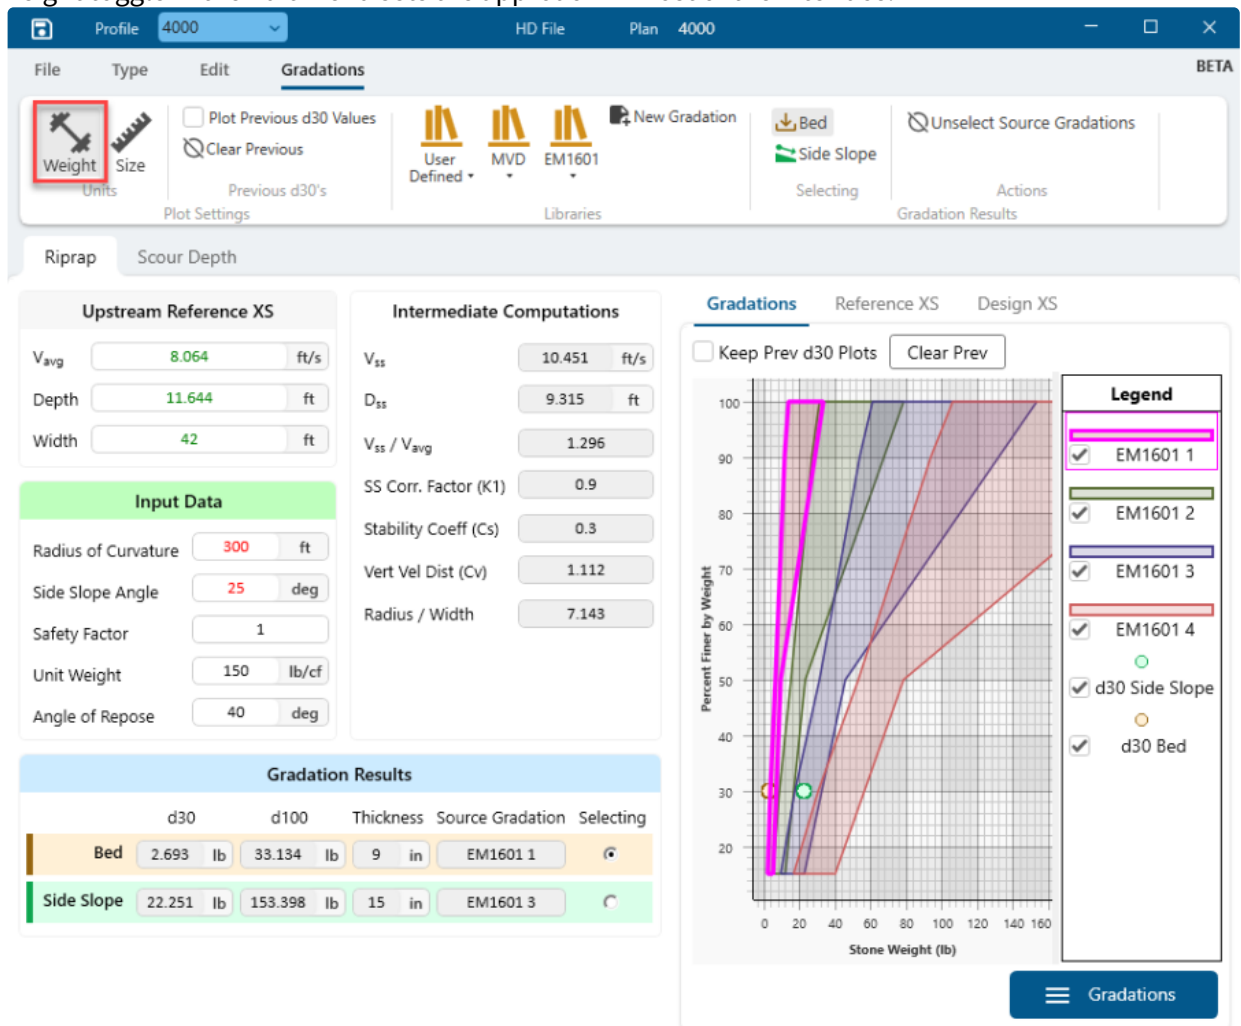 Profile 4000 HD File Plan 4000
File Type Edit Gradations BETA
Weight Size
Units
Plot Previous d30 Values
Clear Previous
Previous d30's
Plot Settings
User Defined MVD EM1601
New Gradation
Libraries
Bed
Side Slope
Selecting
Unselect Source Gradations
Actions
Gradation Results
Riprap Scour Depth
Upstream Reference XS
Vavg 8.064 ft/s
Depth 11.644 ft
Width 42 ft
Input Data
Radius of Curvature 300 ft
Side Slope Angle 25 deg
Safety Factor 1
Unit Weight 150 lb/cf
Angle of Repose 40 deg
Intermediate Computations
Vss 10.451 ft/s
Dss 9.315 ft
Vss / Vavg 1.296
SS Corr. Factor (K1) 0.9
Stability Coeff (Cs) 0.3
Vert Vel Dist (Cv) 1.112
Radius / Width 7.143
Gradation Results
d30 d100 Thickness Source Gradation Selecting
Bed 2.693 lb 33.134 lb 9 in EM1601 1
Side Slope 22.251 lb 153.398 lb 15 in EM1601 3
Gradations Reference XS Design XS
Keep Prev d30 Plots Clear Prev
Percent Finer by Weight
100
90
80
70
60
50
40
30
20
0 20 40 60 80 100 120 140 160
Stone Weight (lb)
Legend
EM1601 1
EM1601 2
EM1601 3
EM1601 4
d30 Side Slope
d30 Bed
Gradations